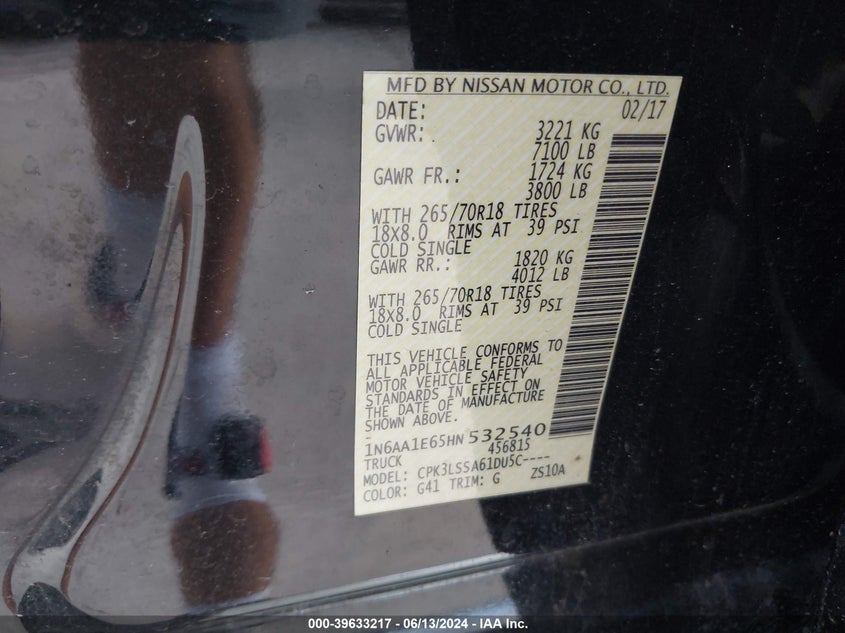 MFD BY NISSAN MOTOR CO., LTD.
DATE: 02/17
GVWR: 3221 KG
7100 LB
GAWR FR.: 1724 KG
3800 LB
WITH 265/70R18 TIRES
18X8.0 RIMS AT 39 PSI
COLD SINGLE
GAWR RR.: 1820 KG
4012 LB
WITH 265/70R18 TIRES
18X8.0 RIMS AT 39 PSI
COLD SINGLE
THIS VEHICLE CONFORMS TO
ALL APPLICABLE FEDERAL
MOTOR VEHICLE SAFETY
STANDARDS IN EFFECT ON
THE DATE OF MANUFACTURE
SHOWN ABOVE.
1N6AA1E65HN532540
TRUCK 456815
MODEL: CPK3LSSA61DU5C----
COLOR: G41 TRIM: G ZS10A
000-39633217 - 06/13/2024 - IAA Inc.